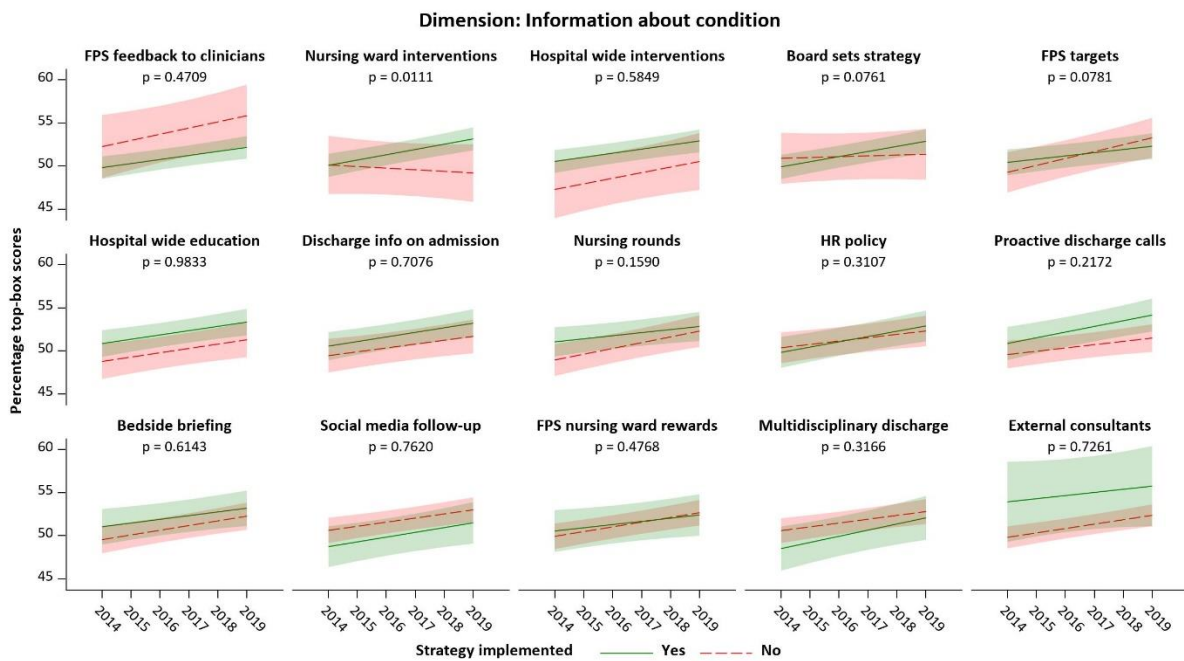 Dimension: Information about condition
FPS feedback to clinicians
p = 0.4709
Nursing ward interventions
p = 0.0111
Hospital wide interventions
p = 0.5849
Board sets strategy
p = 0.0761
FPS targets
p = 0.0781
60
55
50
45
Hospital wide education
p = 0.9833
Discharge info on admission
p = 0.7076
Nursing rounds
p = 0.1590
HR policy
p = 0.3107
Proactive discharge calls
p = 0.2172
60
55
50
45
Percentage top-box scores
Bedside briefing
p = 0.6143
Social media follow-up
p = 0.7620
FPS nursing ward rewards
p = 0.4768
Multidisciplinary discharge
p = 0.3166
External consultants
p = 0.7261
60
55
50
45
2014 2015 2016 2017 2018 2019
2014 2015 2016 2017 2018 2019
2014 2015 2016 2017 2018 2019
2014 2015 2016 2017 2018 2019
2014 2015 2016 2017 2018 2019
Strategy implemented Yes No